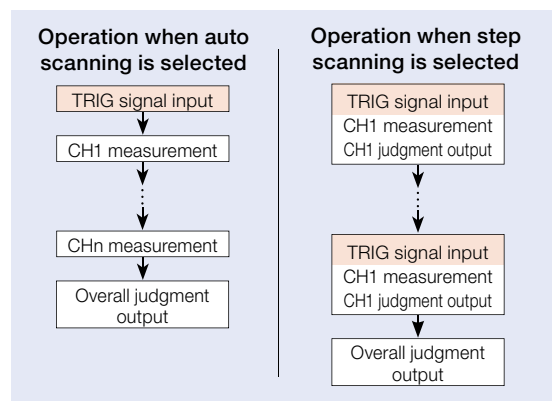 Operation when auto
scanning is selected
TRIG signal input
CH1 measurement
CHn measurement
Overall judgment
output
Operation when step
scanning is selected
TRIG signal input
CH1 measurement
CH1 judgment output
TRIG signal input
CH1 measurement
CH1 judgment output
Overall judgment
output